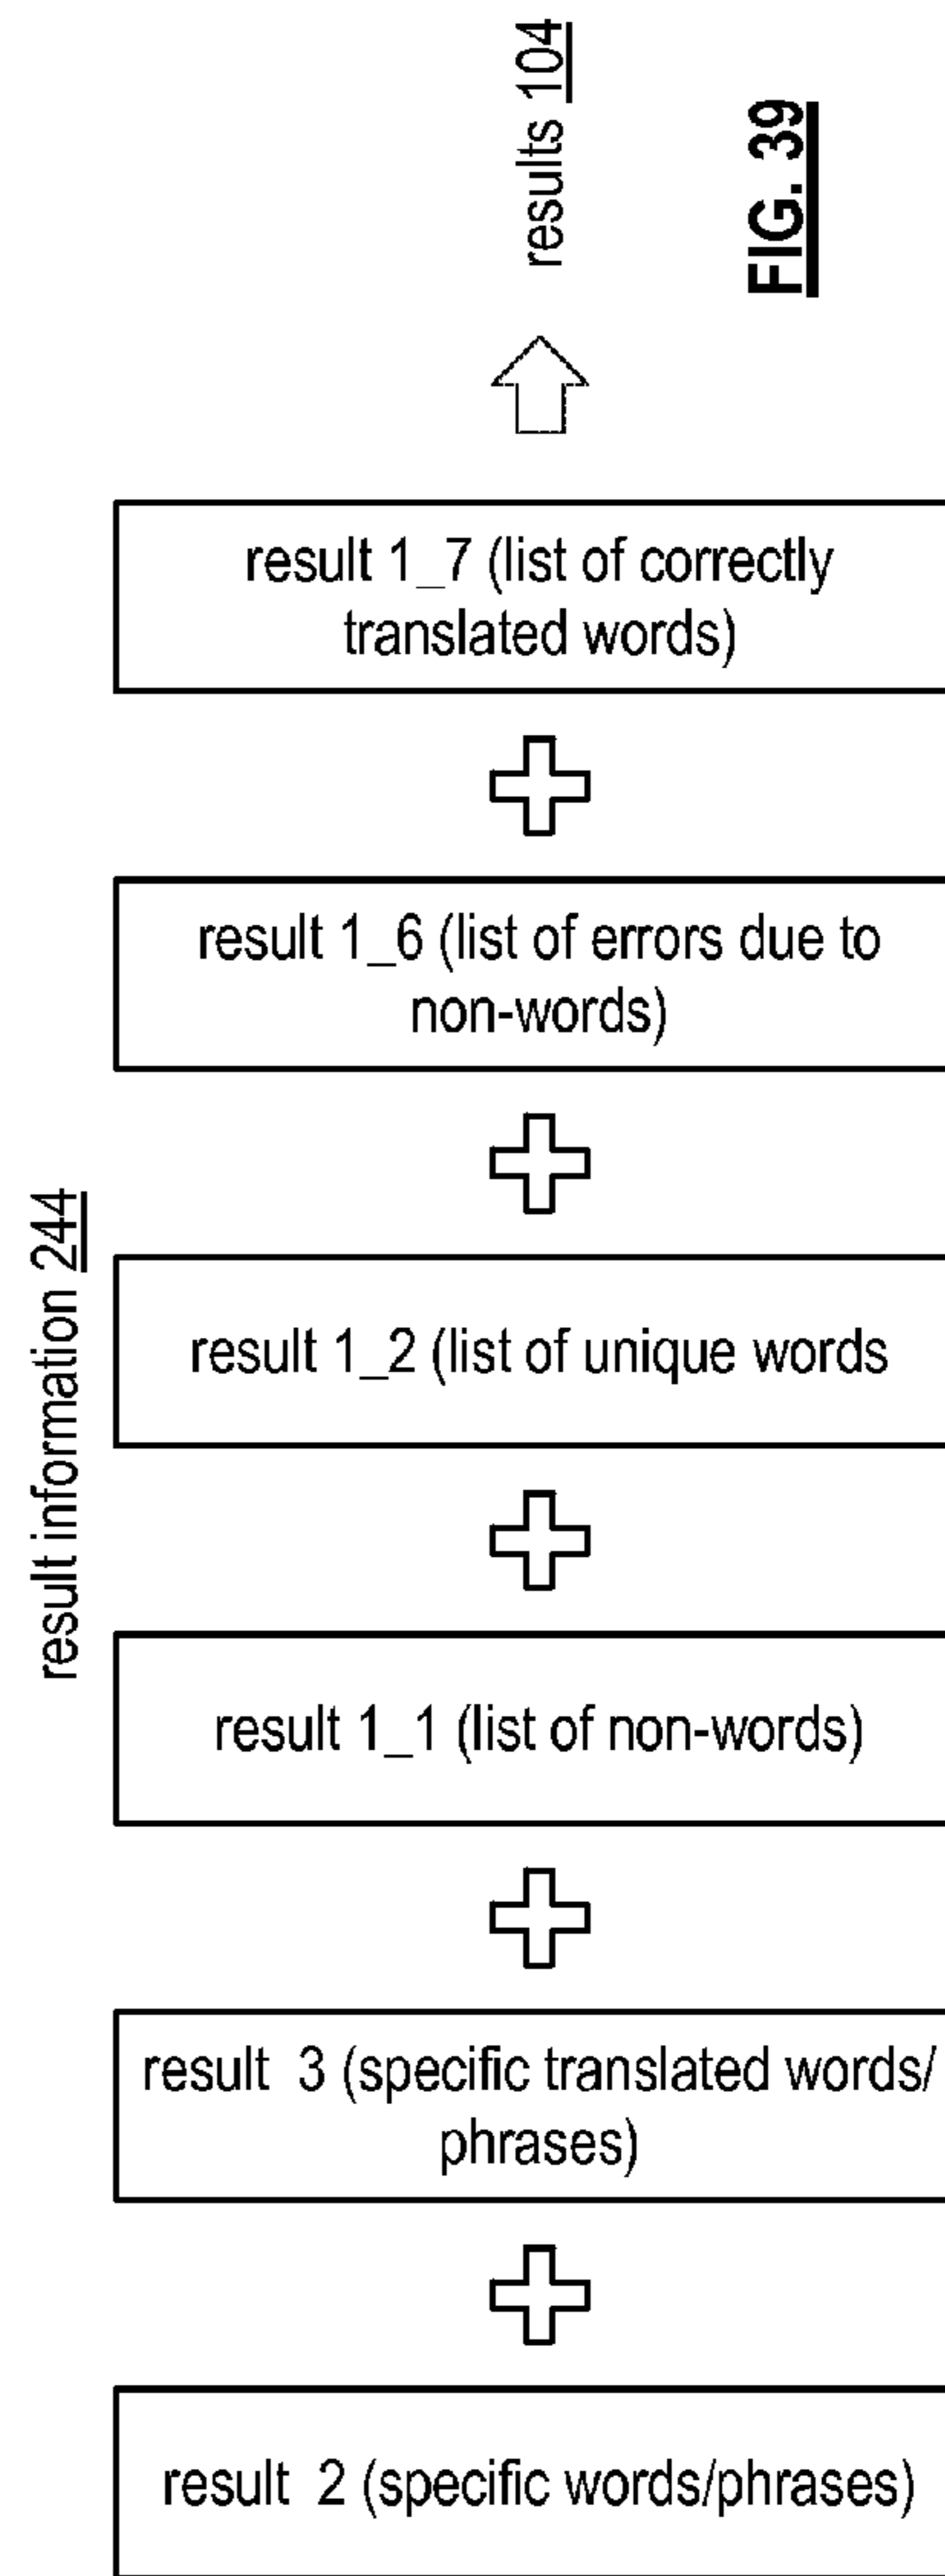 results 104
FIG. 39
result 1_7 (list of correctly
translated words)
result 1_6 (list of errors due to
non-words)
result information 244
result 1_2 (list of unique words
result 1_1 (list of non-words)
result 3 (specific translated words/
phrases)
result 2 (specific words/phrases)